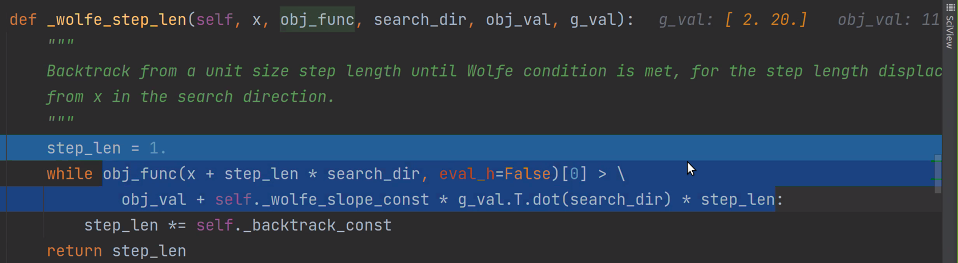 def _wolfe_step_len(self, x, obj_func, search_dir, obj_val, g_val):   g_val: [ 2. 20.]   obj_val: 11
    """
    Backtrack from a unit size step length until Wolfe condition is met, for the step length displac
    from x in the search direction.
    """
    step_len = 1.
    while obj_func(x + step_len * search_dir, eval_h=False)[0] > \
            obj_val + self._wolfe_slope_const * g_val.T.dot(search_dir) * step_len:
        step_len *= self._backtrack_const
    return step_len
SciView